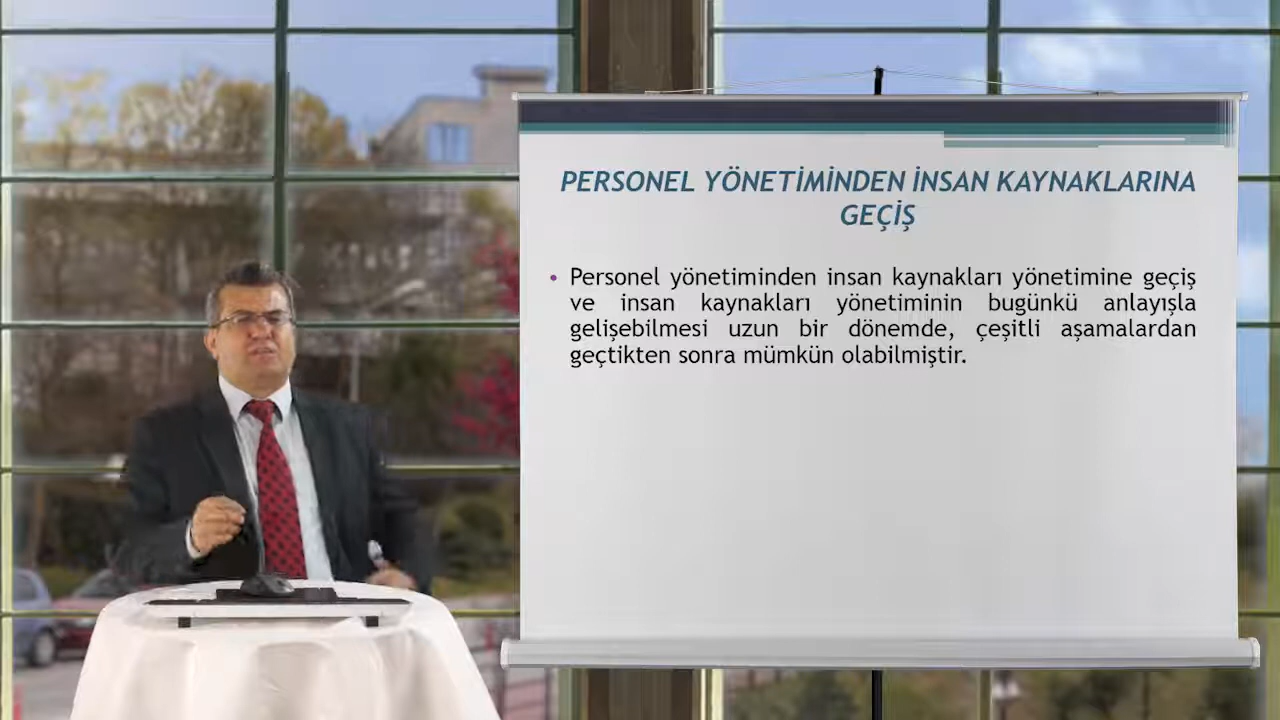 PERSONEL YÖNETİMİNDEN İNSAN KAYNAKLARINA
GEÇİŞ
• Personel yönetiminden insan kaynakları yönetimine geçiş
ve insan kaynakları yönetiminin bugünkü anlayışla
gelişebilmesi uzun bir dönemde, çeşitli aşamalardan
geçtikten sonra mümkün olabilmiştir.